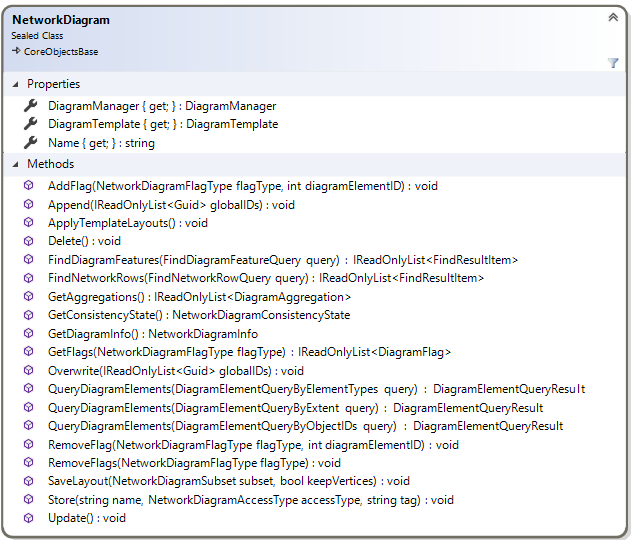 NetworkDiagram
Sealed Class
CoreObjectsBase
Properties
DiagramManager { get; } : DiagramManager
DiagramTemplate { get; } : DiagramTemplate
Name { get; } : string
Methods
AddFlag(NetworkDiagramFlagType flagType, int diagramElementID) : void
Append(IReadOnlyList<Guid> globalIDs) : void
ApplyTemplateLayouts() : void
Delete() : void
FindDiagramFeatures(FindDiagramFeatureQuery query) : IReadOnlyList<FindResultItem>
FindNetworkRows(FindNetworkRowQuery query) : IReadOnlyList<FindResultItem>
GetAggregations() : IReadOnlyList<DiagramAggregation>
GetConsistencyState() : NetworkDiagramConsistencyState
GetDiagramInfo() : NetworkDiagramInfo
GetFlags(NetworkDiagramFlagType flagType) : IReadOnlyList<DiagramFlag>
Overwrite(IReadOnlyList<Guid> globalIDs) : void
QueryDiagramElements(DiagramElementQueryByElementTypes query) : DiagramElementQueryResult
QueryDiagramElements(DiagramElementQueryByExtent query) : DiagramElementQueryResult
QueryDiagramElements(DiagramElementQueryByObjectIDs query) : DiagramElementQueryResult
RemoveFlag(NetworkDiagramFlagType flagType, int diagramElementID) : void
RemoveFlags(NetworkDiagramFlagType flagType) : void
SaveLayout(NetworkDiagramSubset subset, bool keepVertices) : void
Store(string name, NetworkDiagramAccessType accessType, string tag) : void
Update() : void